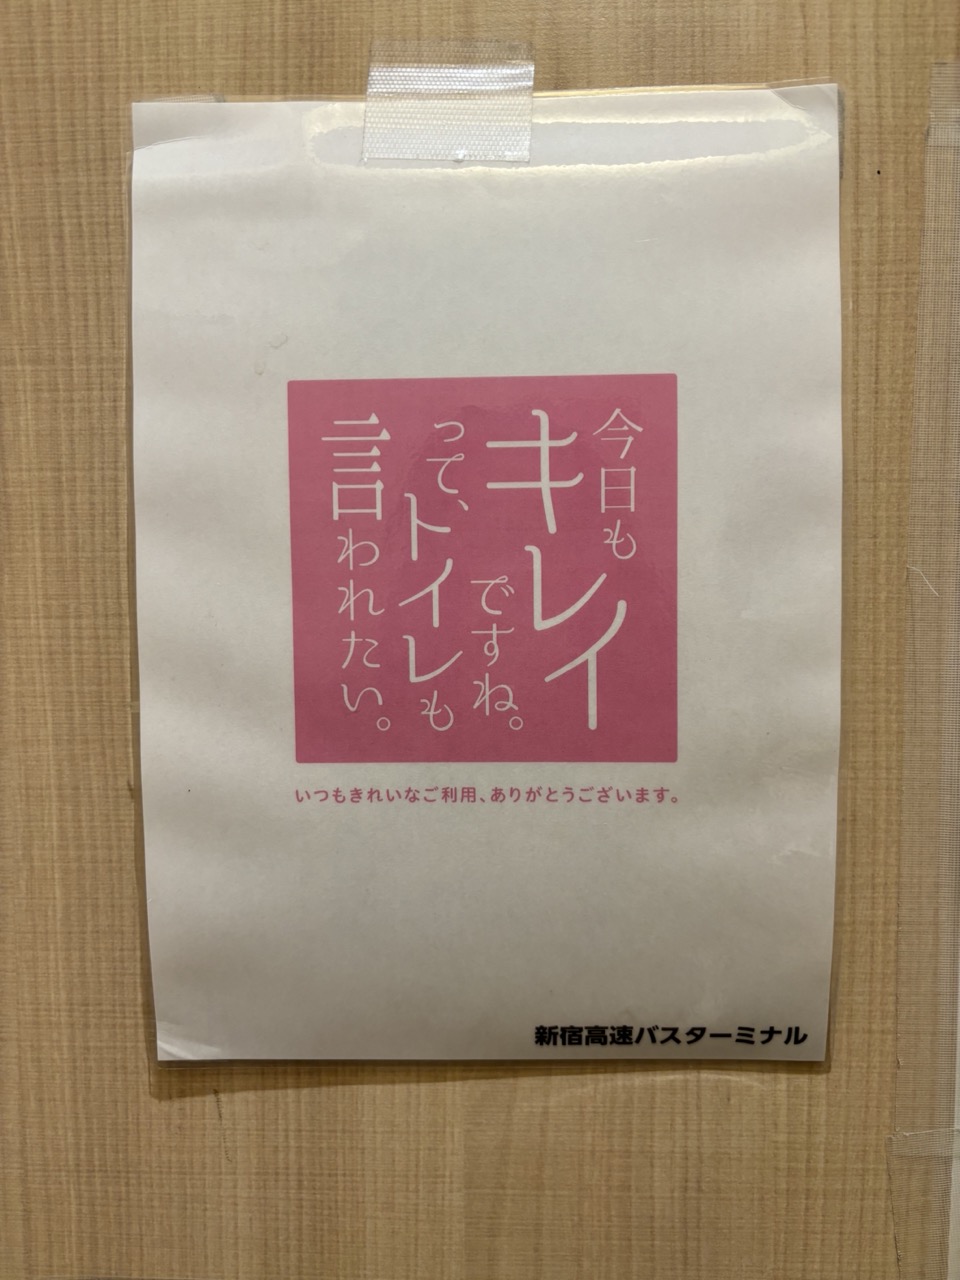 今日も
キレイ
ですね。
って、
トイレも
言われたい。
いつもきれいなご利用、ありがとうございます。
新宿高速バスターミナル